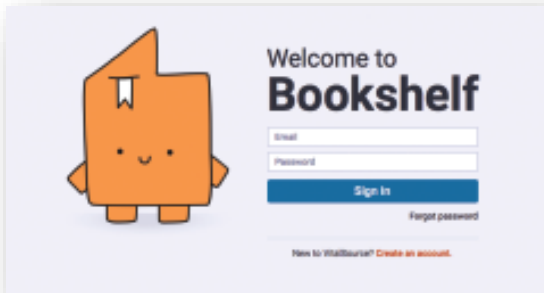 Welcome to
Bookshelf
Email
Password
Sign In
Forgot password
New to VitalSource? Create an account.